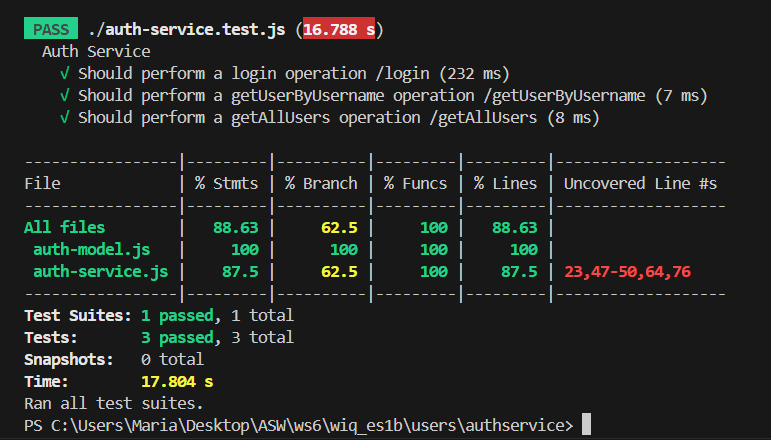 PASS ./auth-service.test.js (16.788 s)
Auth Service
√ Should perform a login operation /login (232 ms)
√ Should perform a getUserByUsername operation /getUserByUsername (7 ms)
√ Should perform a getAllUsers operation /getAllUsers (8 ms)
-----------------|---------|----------|---------|---------|-------------------
File             | % Stmts | % Branch | % Funcs | % Lines | Uncovered Line #s
-----------------|---------|----------|---------|---------|-------------------
All files        |   88.63 |     62.5 |     100 |   88.63 |
 auth-model.js   |     100 |      100 |     100 |     100 |
 auth-service.js |    87.5 |     62.5 |     100 |    87.5 | 23,47-50,64,76
-----------------|---------|----------|---------|---------|-------------------
Test Suites: 1 passed, 1 total
Tests:       3 passed, 3 total
Snapshots:   0 total
Time:        17.804 s
Ran all test suites.
PS C:\Users\Maria\Desktop\ASW\ws6\wiq_es1b\users\authservice>